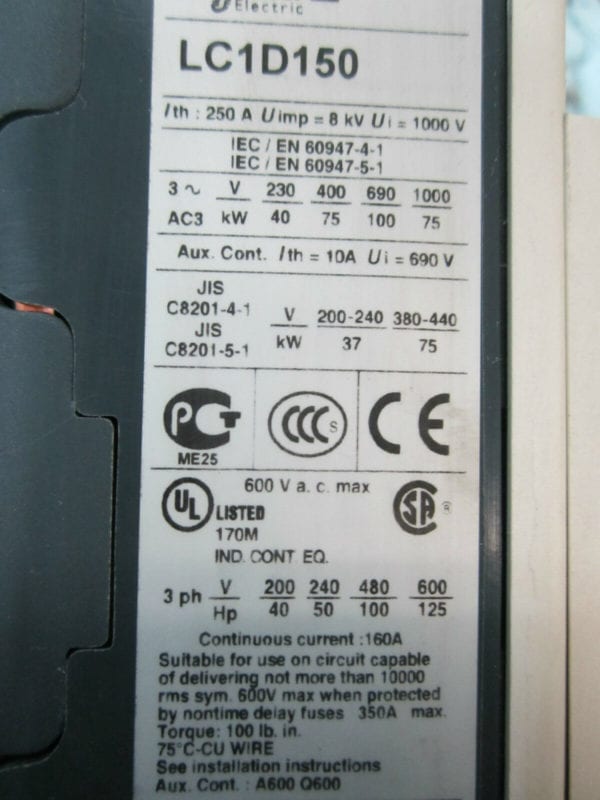 Electric
LC1D150
Ith : 250 A Uimp = 8 kV Ui = 1000 V
IEC / EN 60947-4-1
IEC / EN 60947-5-1
3 ~ V 230 400 690 1000
AC3 kW 40 75 100 75
Aux. Cont. Ith = 10A Ui = 690 V
JIS
C8201-4-1
JIS
C8201-5-1
V 200-240 380-440
kW 37 75
PCT
CCC S
CE
ME25
UL
LISTED
600 V a. c. max
SA ®
170M
IND. CONT EQ.
3 ph V 200 240 480 600
Hp 40 50 100 125
Continuous current :160A
Suitable for use on circuit capable
of delivering not more than 10000
rms sym. 600V max when protected
by nontime delay fuses 350A max.
Torque: 100 lb. in.
75°C-CU WIRE
See installation instructions
Aux. Cont. : A600 Q600